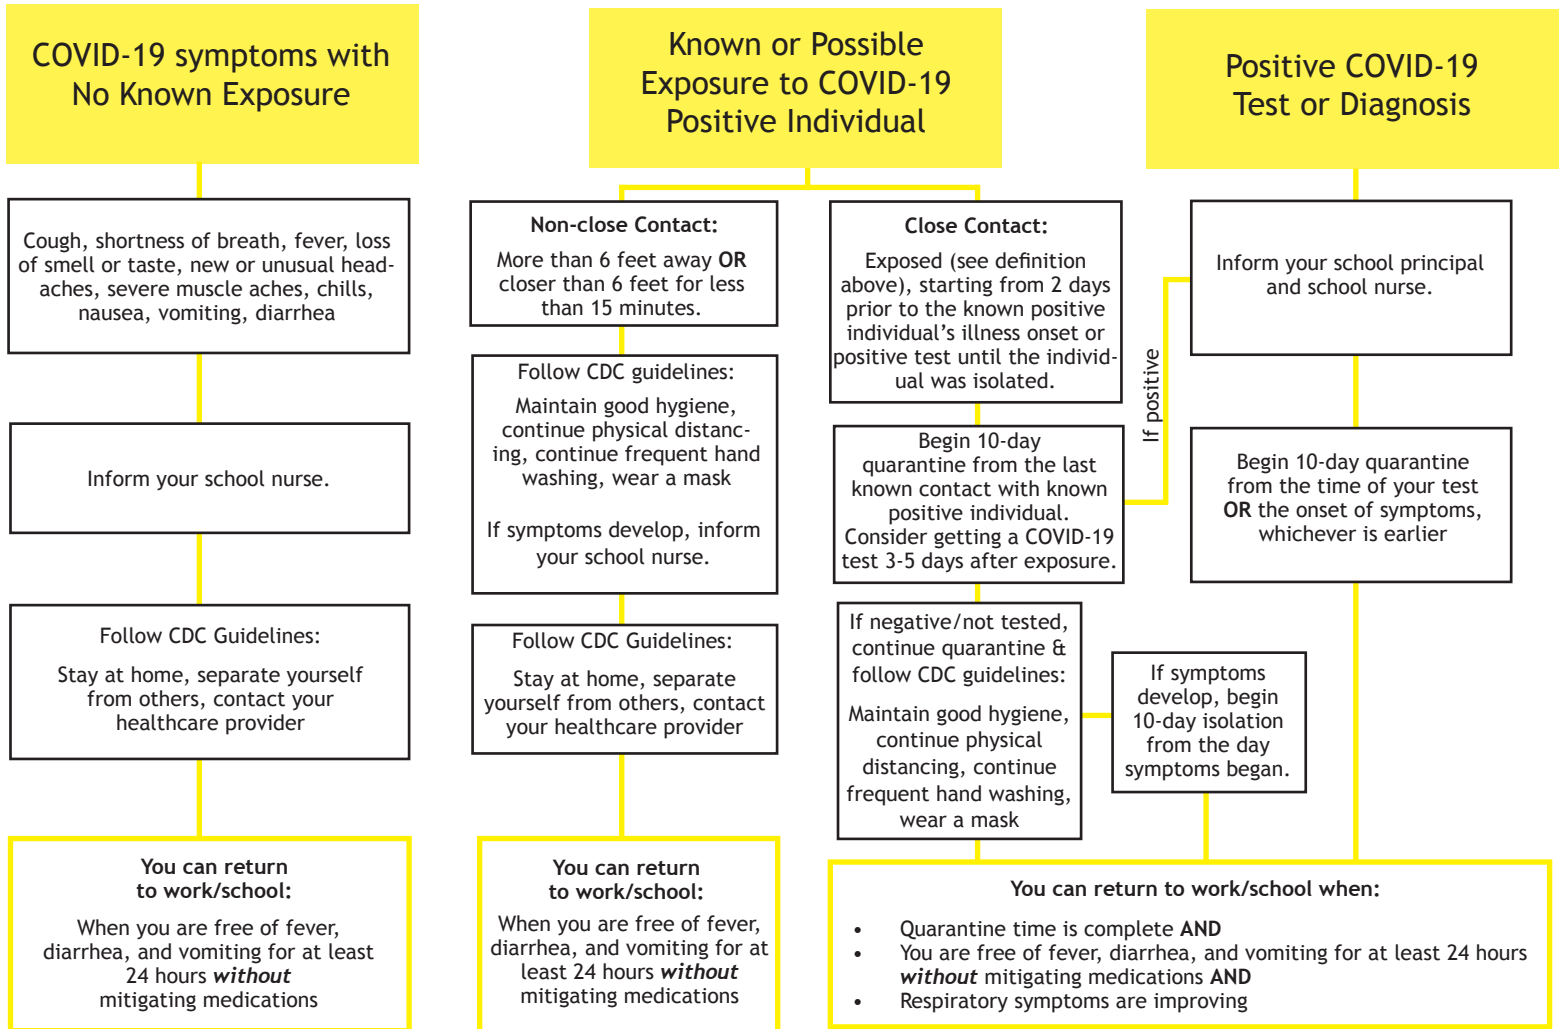 COVID-19 symptoms with
No Known Exposure
Cough, shortness of breath, fever, loss
of smell or taste, new or unusual head-
aches, severe muscle aches, chills,
nausea, vomiting, diarrhea
Inform your school nurse.
Follow CDC Guidelines:
Stay at home, separate yourself
from others, contact your
healthcare provider
You can return
to work/school:
When you are free of fever,
diarrhea, and vomiting for at least
24 hours without
mitigating medications
Known or Possible
Exposure to COVID-19
Positive Individual
Non-close Contact:
More than 6 feet away OR
closer than 6 feet for less
than 15 minutes.
Follow CDC guidelines:
Maintain good hygiene,
continue physical distanc-
ing, continue frequent hand
washing, wear a mask
If symptoms develop, inform
your school nurse.
Follow CDC Guidelines:
Stay at home, separate
yourself from others, contact
your healthcare provider
You can return
to work/school:
When you are free of fever,
diarrhea, and vomiting for at
least 24 hours without
mitigating medications
Close Contact:
Exposed (see definition
above), starting from 2 days
prior to the known positive
individual’s illness onset or
positive test until the individ-
ual was isolated.
Begin 10-day
quarantine from the last
known contact with known
positive individual.
Consider getting a COVID-19
test 3-5 days after exposure.
If positive
If negative/not tested,
continue quarantine &
follow CDC guidelines:
Maintain good hygiene,
continue physical
distancing, continue
frequent hand washing,
wear a mask
If symptoms
develop, begin
10-day isolation
from the day
symptoms began.
Positive COVID-19
Test or Diagnosis
Inform your school principal
and school nurse.
Begin 10-day quarantine
from the time of your test
OR the onset of symptoms,
whichever is earlier
You can return to work/school when:
• Quarantine time is complete AND
• You are free of fever, diarrhea, and vomiting for at least 24 hours
without mitigating medications AND
• Respiratory symptoms are improving